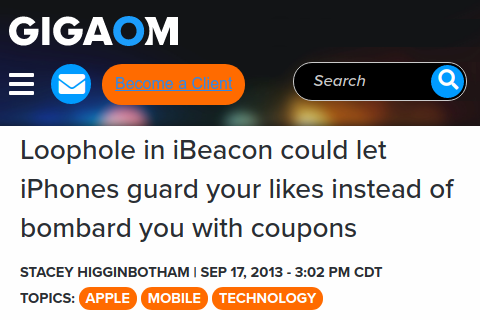 GIGAOM
Become a Client
Search
Loophole in iBeacon could let
iPhones guard your likes instead of
bombard you with coupons
STACEY HIGGINBOTHAM | SEP 17, 2013 - 3:02 PM CDT
TOPICS: APPLE MOBILE TECHNOLOGY